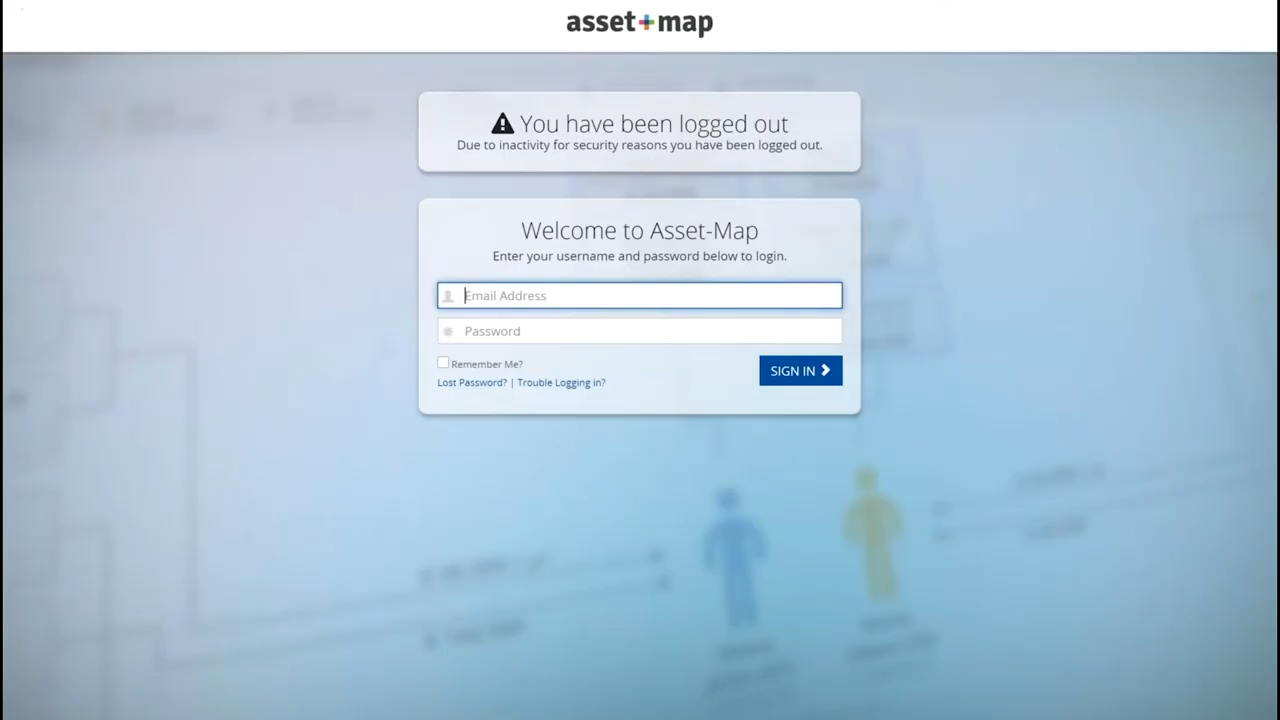 asset+map
You have been logged out
Due to inactivity for security reasons you have been logged out.
Welcome to Asset-Map
Enter your username and password below to login.
Email Address
Password
Remember Me?
SIGN IN
Lost Password? | Trouble Logging in?